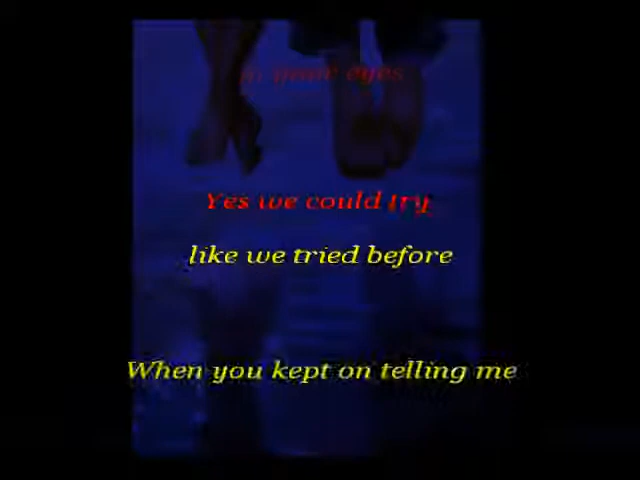 in your eyes
Yes we could try
like we tried before
When you kept on telling me